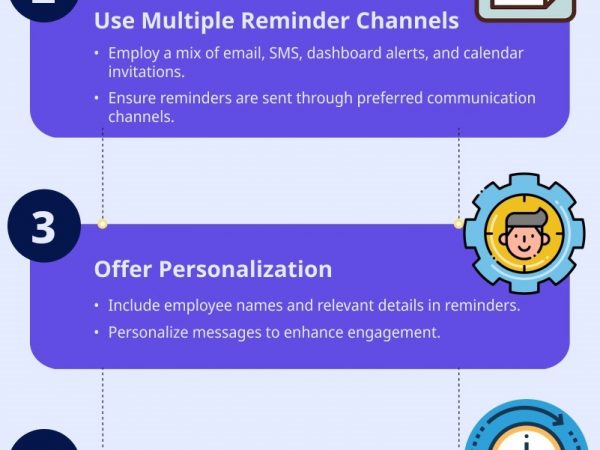 Use Multiple Reminder Channels
• Employ a mix of email, SMS, dashboard alerts, and calendar
invitations.
• Ensure reminders are sent through preferred communication
channels.
3
Offer Personalization
• Include employee names and relevant details in reminders.
• Personalize messages to enhance engagement.